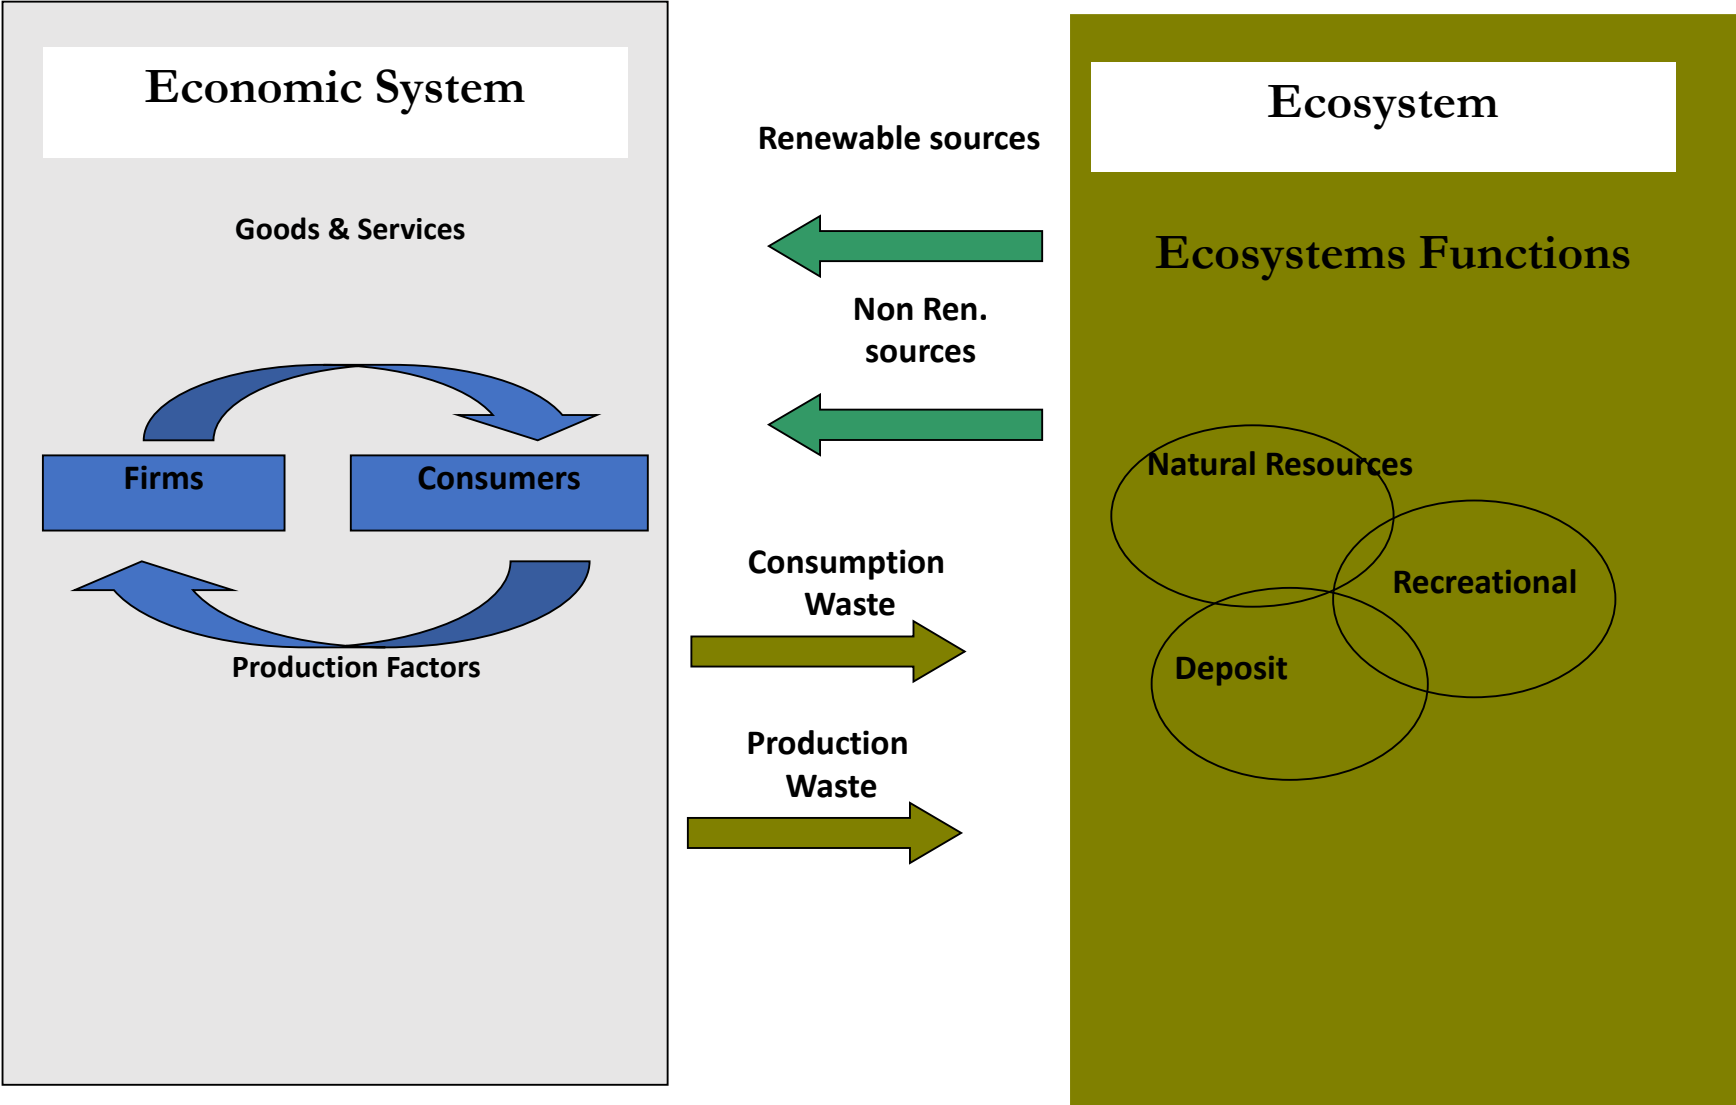 Economic System
Goods & Services
Firms
Consumers
Production Factors
Renewable sources
Non Ren.
sources
Consumption
Waste
Production
Waste
Ecosystem
Ecosystems Functions
Natural Resources
Recreational
Deposit